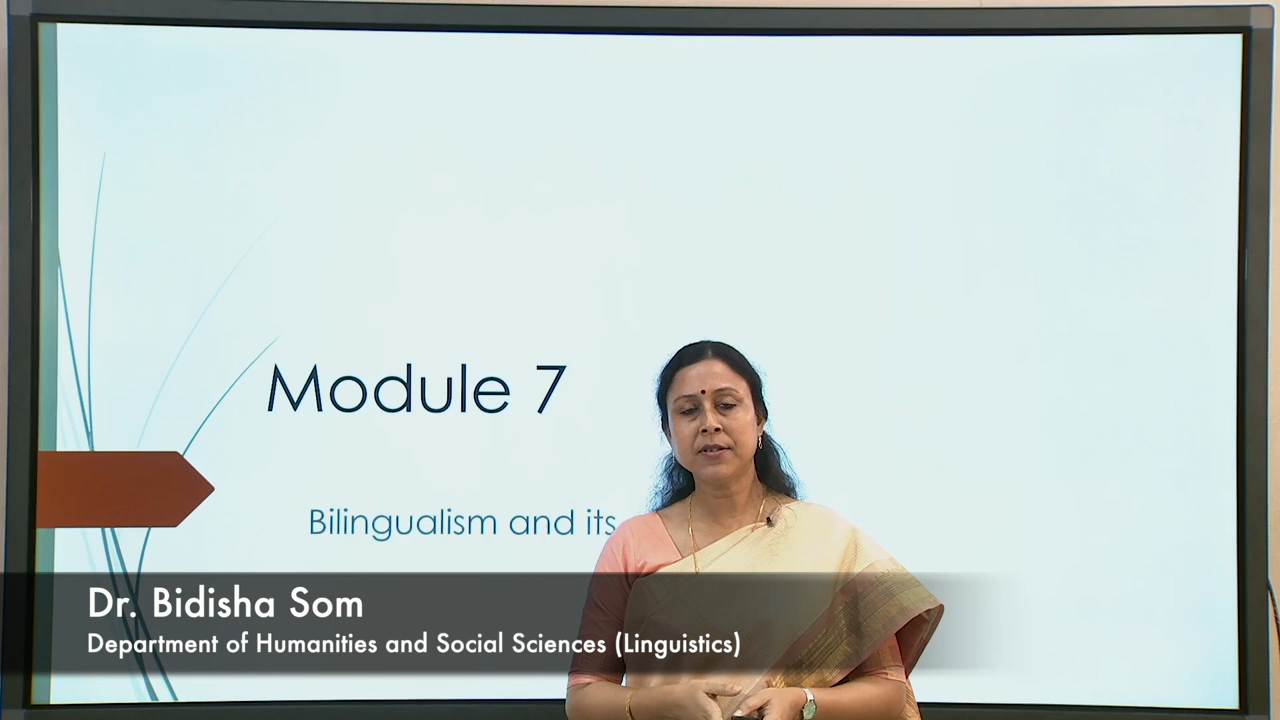 Module 7
Bilingualism and its
Dr. Bidisha Som
Department of Humanities and Social Sciences (Linguistics)